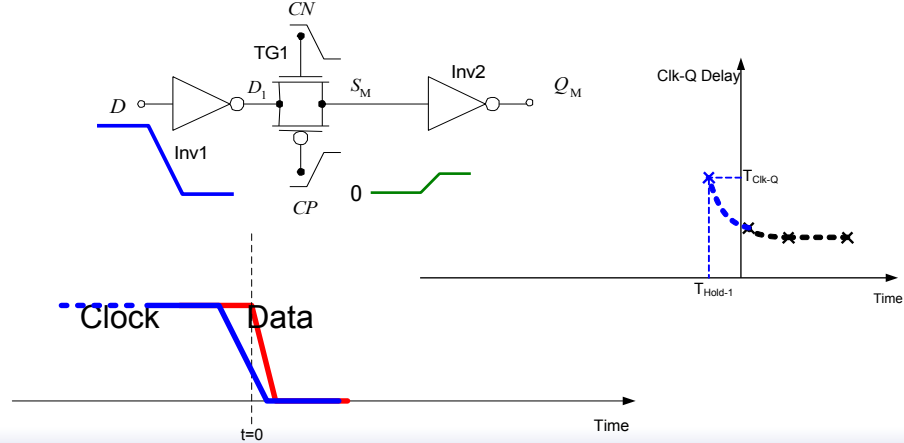 CN
TG1
Inv2
D
D1
SM
QM
Inv1
0
CP
Clk-Q Delay
TClk-Q
THold-1
Time
Clock
Data
Time
t=0